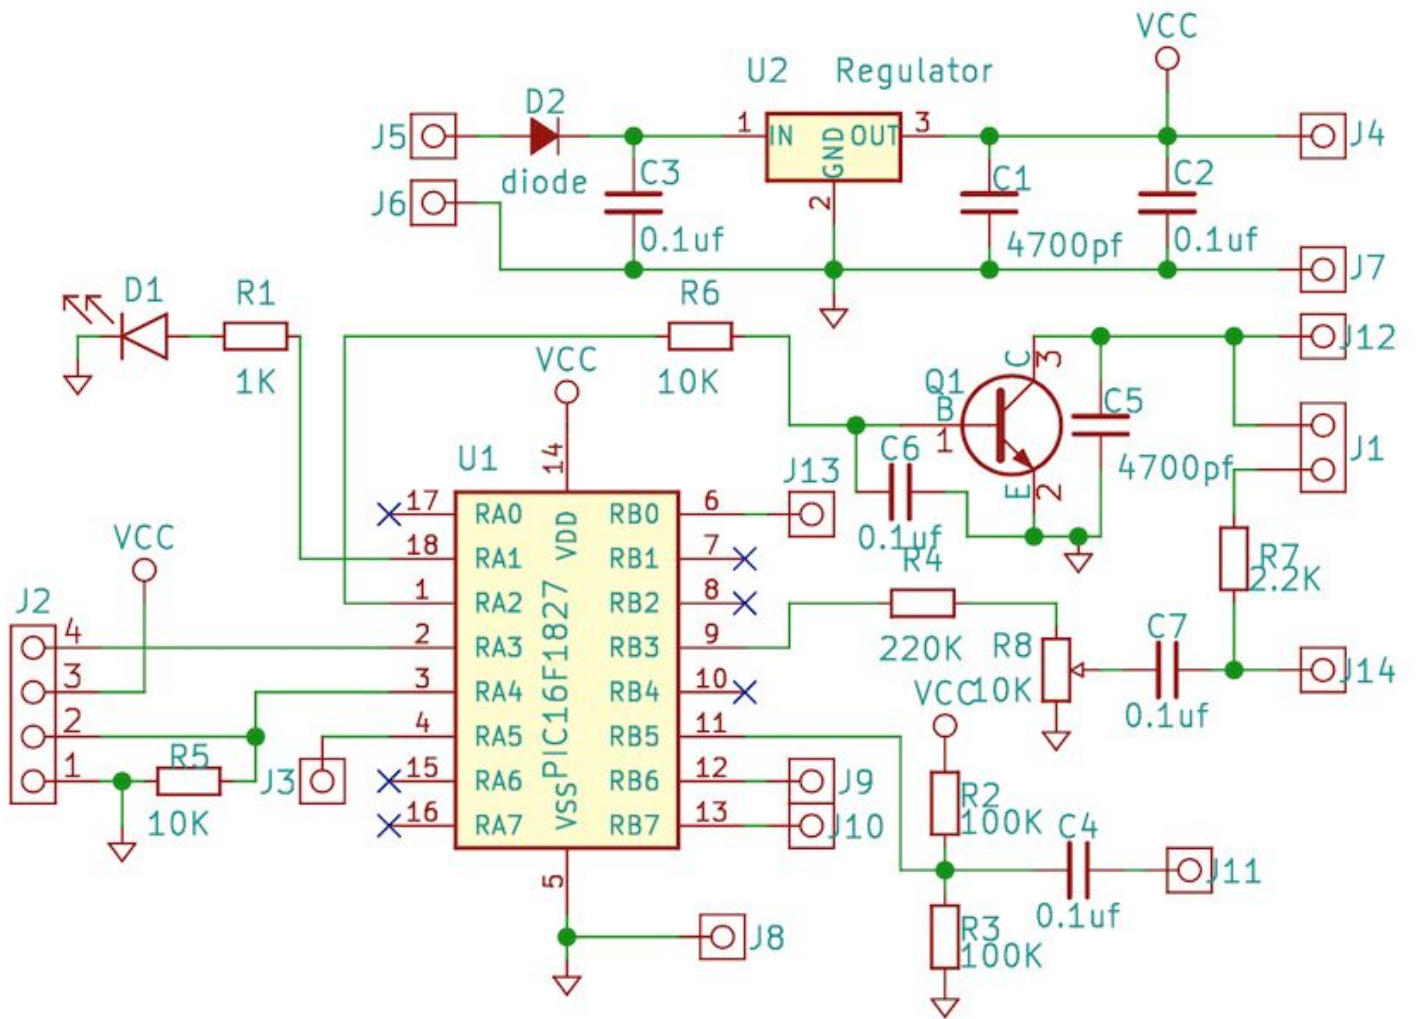 VCC
U2 Regulator
D2
J5
1 IN GND OUT 3
J4
diode
C3
C1
C2
J6
2
0.1uf
4700pf
0.1uf
J7
D1
R1
R6
1K
VCC
10K
C
3
J12
Q1
B
1
C5
C6
4700pf
J1
E
2
0.1uf
U1
14
J13
17 RA0 VDD RB0 6
VCC
18 RA1 RB1 7
R4
R7
2.2K
J2
1 RA2 PIC16F1827 RB2 8
4
2 RA3 RB3 9
220K
R8
10K
C7
3
3 RA4 RB4 10
VCC
J14
0.1uf
2
4 RA5 RB5 11
1
R5
10K
J3
15 RA6 VSS RB6 12
J9
16 RA7 RB7 13
J10
R2
100K
C4
5
J11
0.1uf
J8
R3
100K